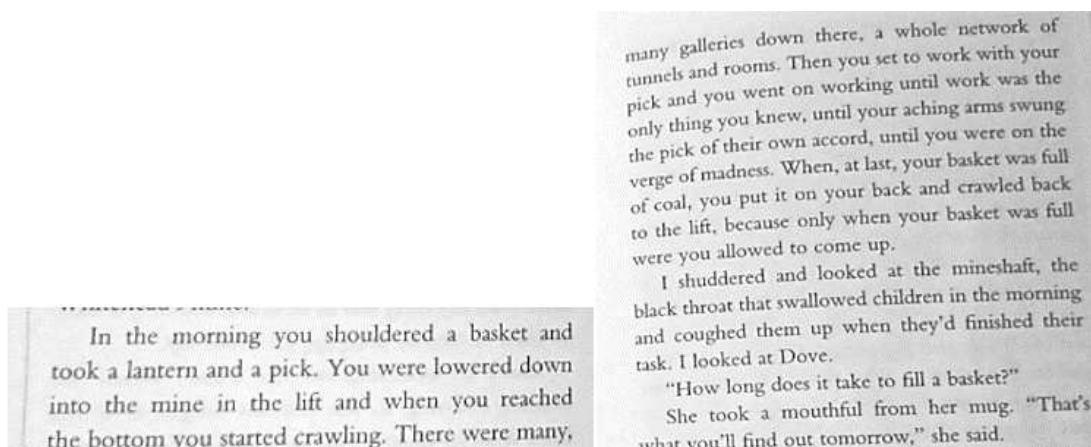 In the morning you shouldered a basket and
took a lantern and a pick. You were lowered down
into the mine in the lift and when you reached
the bottom you started crawling. There were many,
many galleries down there, a whole network of
tunnels and rooms. Then you set to work with your
pick and you went on working until work was the
only thing you knew, until your aching arms swung
the pick of their own accord, until you were on the
verge of madness. When, at last, your basket was full
of coal, you put it on your back and crawled back
to the lift, because only when your basket was full
were you allowed to come up.
I shuddered and looked at the mineshaft, the
black throat that swallowed children in the morning
and coughed them up when they'd finished their
task. I looked at Dove.
"How long does it take to fill a basket?"
She took a mouthful from her mug. "That's
what you'll find out tomorrow," she said.